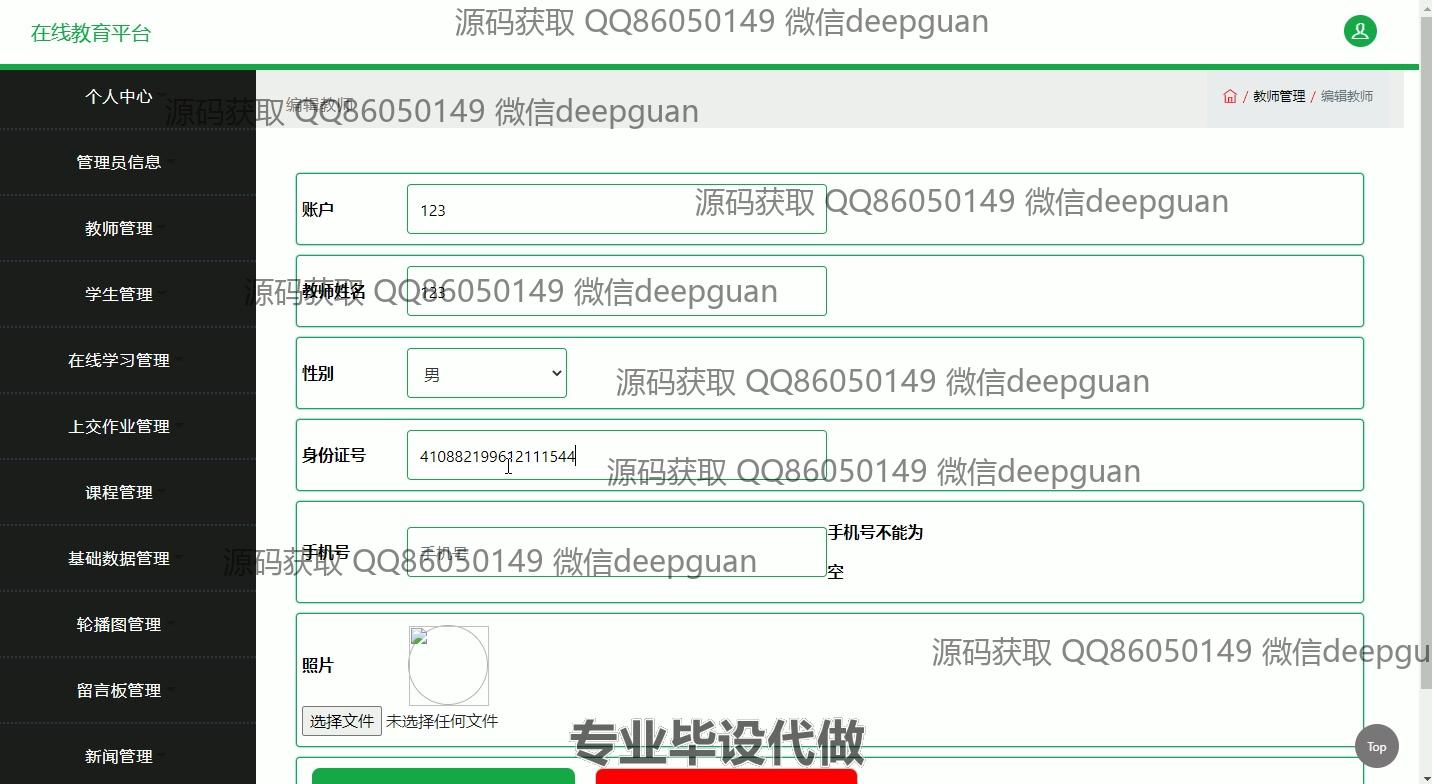 在线教育平台
源码获取 QQ86050149 微信deepguan
个人中心
源码获取 QQ86050149 微信deepguan
编辑教师
/ 教师管理 / 编辑教师
管理员信息
教师管理
学生管理
在线学习管理
上交作业管理
课程管理
基础数据管理
轮播图管理
留言板管理
新闻管理
账户
123
源码获取 QQ86050149 微信deepguan
教师姓名
123
源码获取 QQ86050149 微信deepguan
性别
男
源码获取 QQ86050149 微信deepguan
身份证号
410882199612111544
源码获取 QQ86050149 微信deepguan
手机号
手机号
手机号不能为
空
源码获取 QQ86050149 微信deepguan
照片
源码获取 QQ86050149 微信deepgu
选择文件 未选择任何文件
专业毕设代做
Top